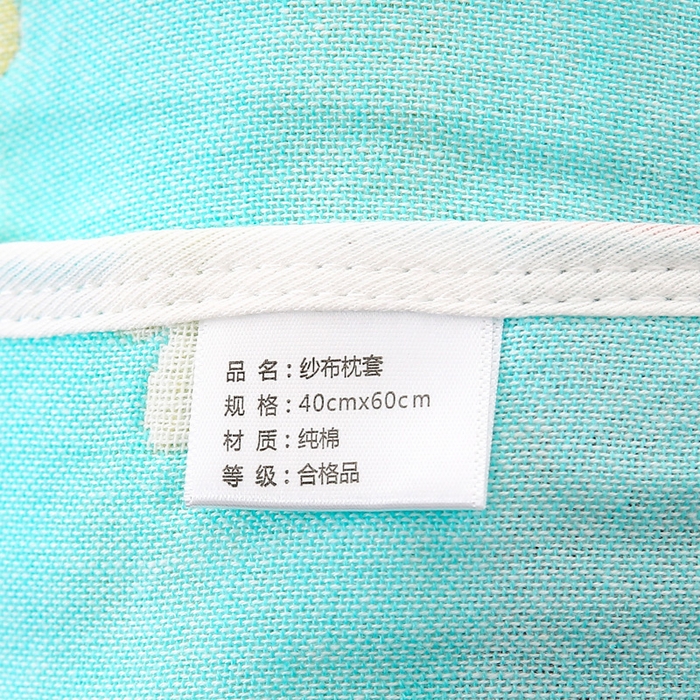 品 名：纱布枕套
规 格：40cmx60cm
材 质：纯棉
等 级：合格品